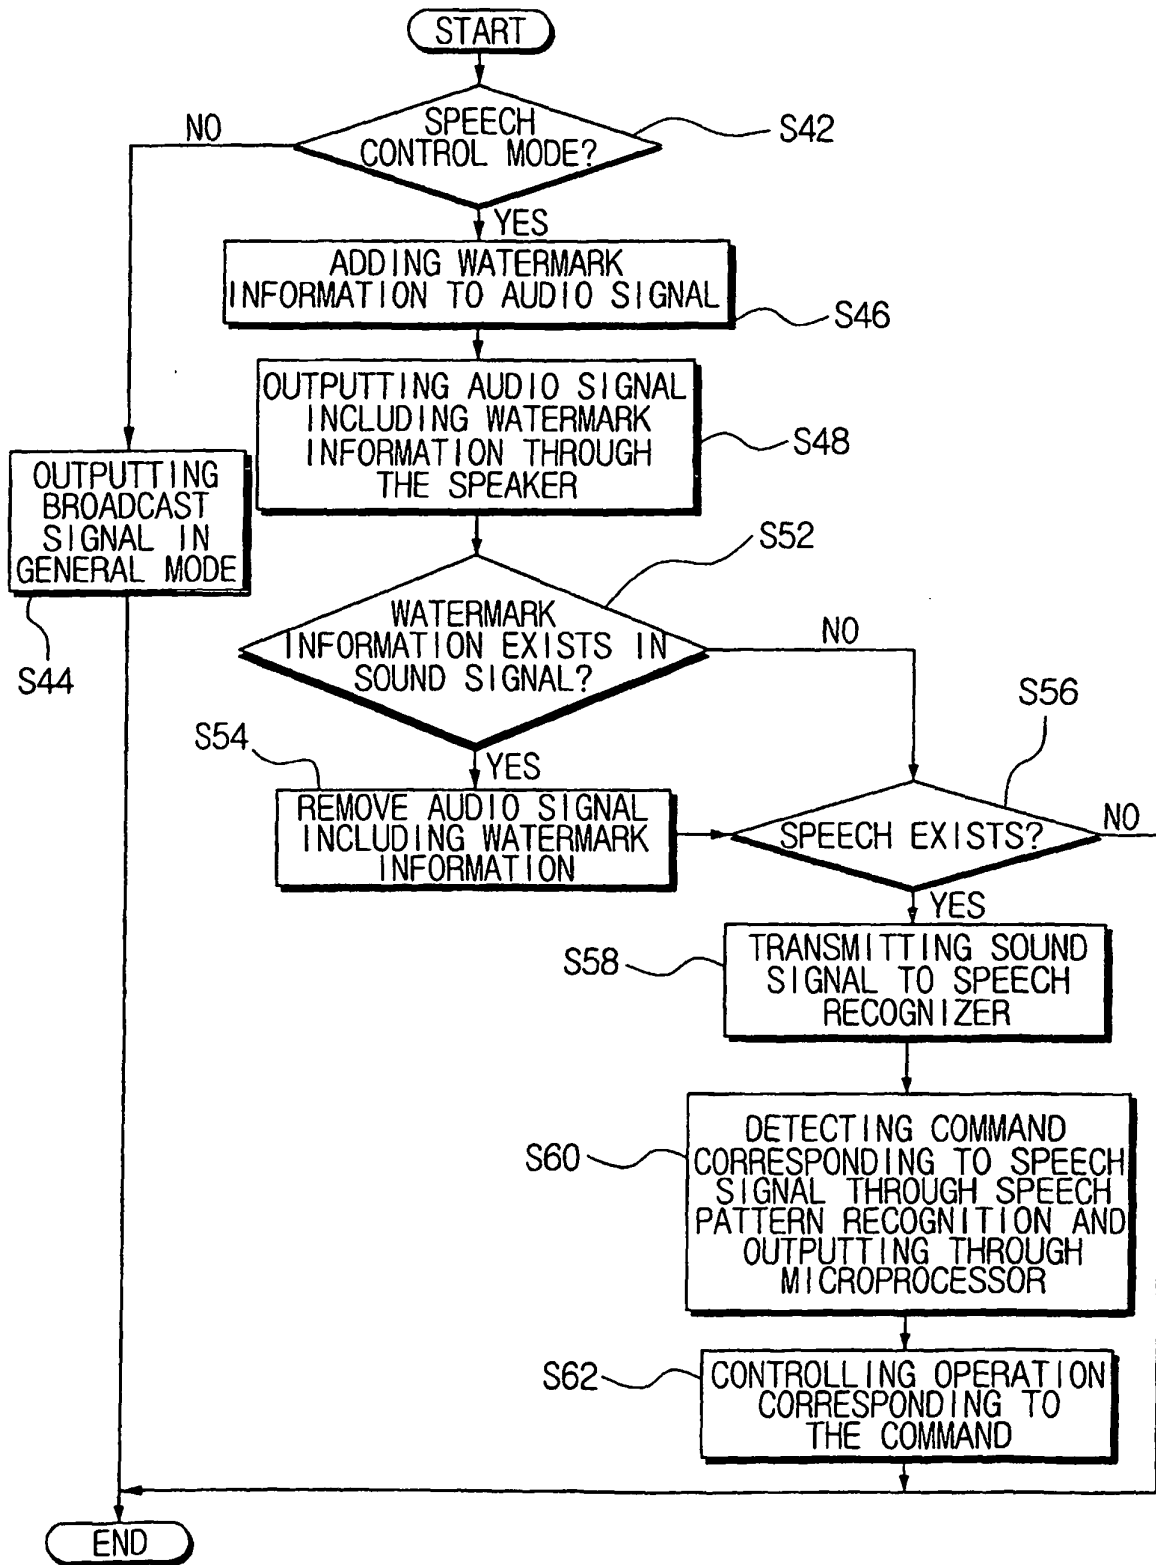 START
SPEECH
CONTROL MODE?
S42
NO
YES
ADDING WATERMARK
INFORMATION TO AUDIO SIGNAL
S46
OUTPUTTING AUDIO SIGNAL
INCLUDING WATERMARK
INFORMATION THROUGH
THE SPEAKER
S48
OUTPUTTING
BROADCAST
SIGNAL IN
GENERAL MODE
S44
S52
WATERMARK
INFORMATION EXISTS IN
SOUND SIGNAL?
NO
YES
S54
REMOVE AUDIO SIGNAL
INCLUDING WATERMARK
INFORMATION
S56
SPEECH EXISTS?
NO
YES
S58
TRANSMITTING SOUND
SIGNAL TO SPEECH
RECOGNIZER
S60
DETECTING COMMAND
CORRESPONDING TO SPEECH
SIGNAL THROUGH SPEECH
PATTERN RECOGNITION AND
OUTPUTTING THROUGH
MICROPROCESSOR
S62
CONTROLLING OPERATION
CORRESPONDING TO
THE COMMAND
END